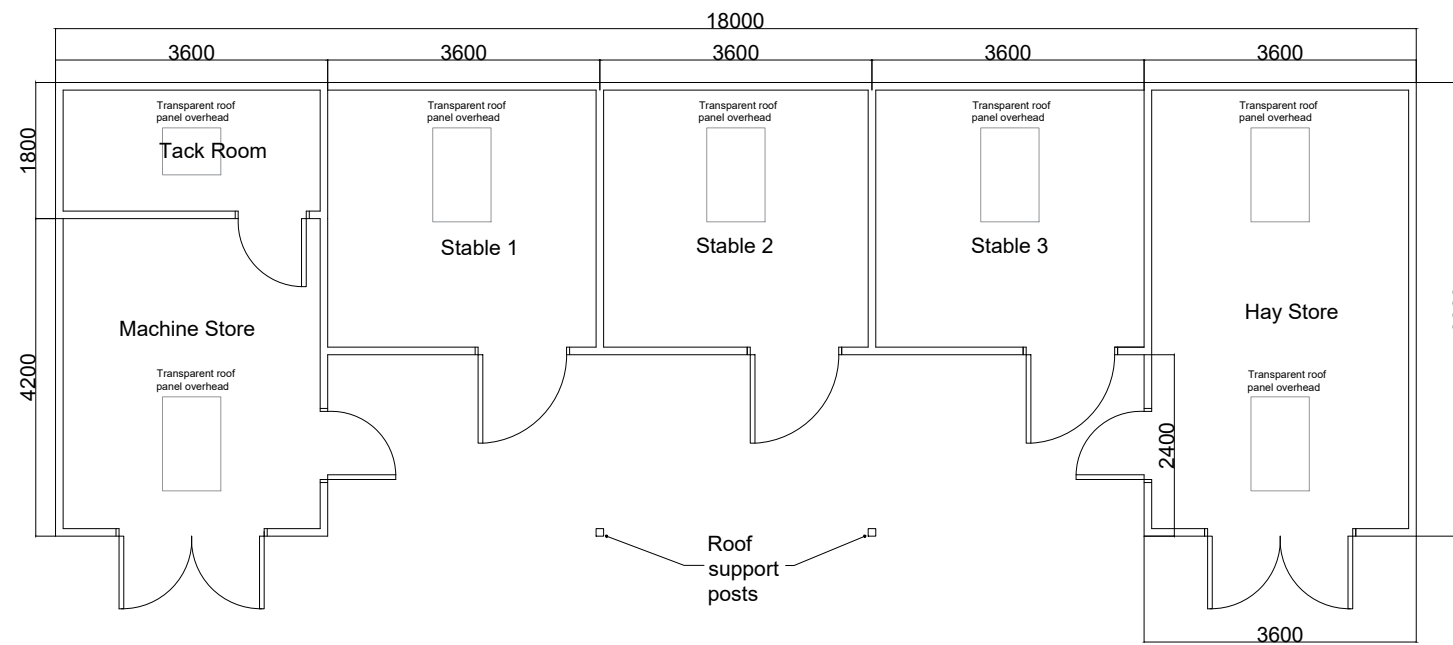 18000
3600
3600
3600
3600
3600
Transparent roof
panel overhead
Transparent roof
panel overhead
Transparent roof
panel overhead
Transparent roof
panel overhead
Transparent roof
panel overhead
1800
Tack Room
Stable 1
Stable 2
Stable 3
Hay Store
Machine Store
4200
Transparent roof
panel overhead
Transparent roof
panel overhead
2400
Roof
support
posts
3600